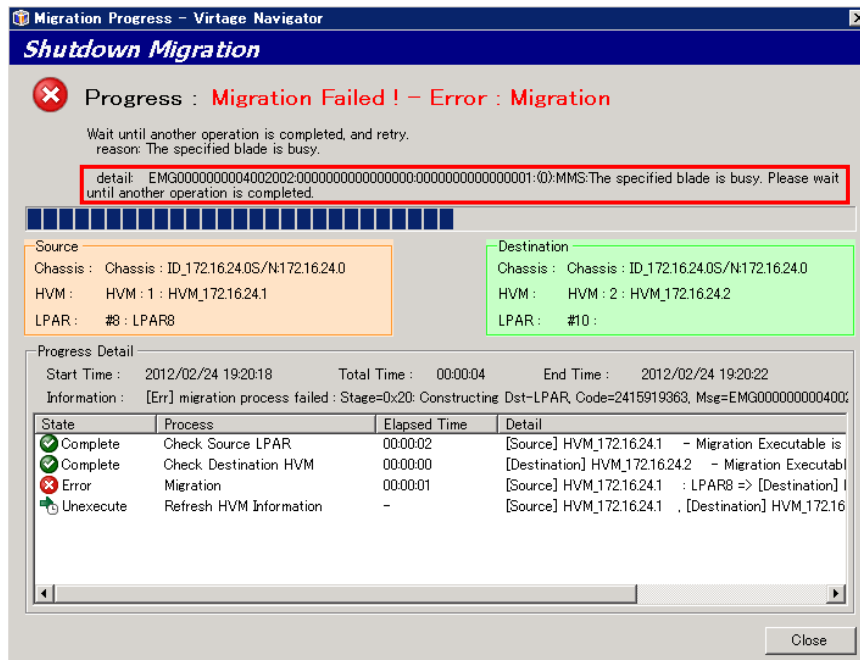 Migration Progress - Virtage Navigator
Shutdown Migration
Progress : Migration Failed ! - Error : Migration
Wait until another operation is completed, and retry.
reason: The specified blade is busy.
detail: EMG0000000004002002:0000000000000000:0000000000000001:(0):MMS:The specified blade is busy. Please wait
until another operation is completed.
Source
Chassis : Chassis : ID_172.16.24.0S/N:172.16.24.0
HVM : HVM : 1 : HVM_172.16.24.1
LPAR : #8 : LPAR8
Destination
Chassis : Chassis : ID_172.16.24.0S/N:172.16.24.0
HVM : HVM : 2 : HVM_172.16.24.2
LPAR : #10 :
Progress Detail
Start Time : 2012/02/24 19:20:18 Total Time : 00:00:04 End Time : 2012/02/24 19:20:22
Information : [Err] migration process failed : Stage=0x20: Constructing Dst-LPAR, Code=2415919363, Msg=EMG000000000400
State Process Elapsed Time Detail
Complete Check Source LPAR 00:00:02 [Source] HVM_172.16.24.1 - Migration Executable is
Complete Check Destination HVM 00:00:00 [Destination] HVM_172.16.24.2 - Migration Executabl
Error Migration 00:00:01 [Source] HVM_172.16.24.1 : LPAR8 => [Destination]
Unexecute Refresh HVM Information - [Source] HVM_172.16.24.1 , [Destination] HVM_172.16
Close